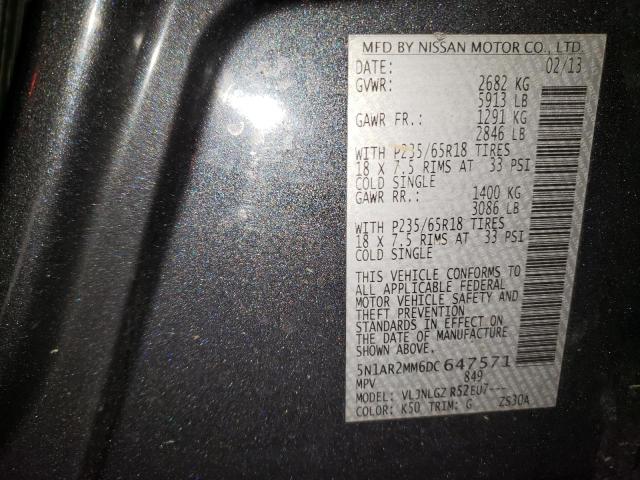 MFD BY NISSAN MOTOR CO., LTD.
DATE: 02/13
GVWR: 2682 KG
5913 LB
GAWR FR.: 1291 KG
2846 LB
WITH P235/65R18 TIRES
18 X 7.5 RIMS AT 33 PSI
COLD SINGLE
GAWR RR.: 1400 KG
3086 LB
WITH P235/65R18 TIRES
18 X 7.5 RIMS AT 33 PSI
COLD SINGLE
THIS VEHICLE CONFORMS TO
ALL APPLICABLE FEDERAL
MOTOR VEHICLE SAFETY AND
THEFT PREVENTION
STANDARDS IN EFFECT ON
THE DATE OF MANUFACTURE
SHOWN ABOVE.
5N1AR2MM6DC647571
MPV 849
MODEL: VLJNLGZ R52EU7---
COLOR: K50 TRIM: G ZS30A